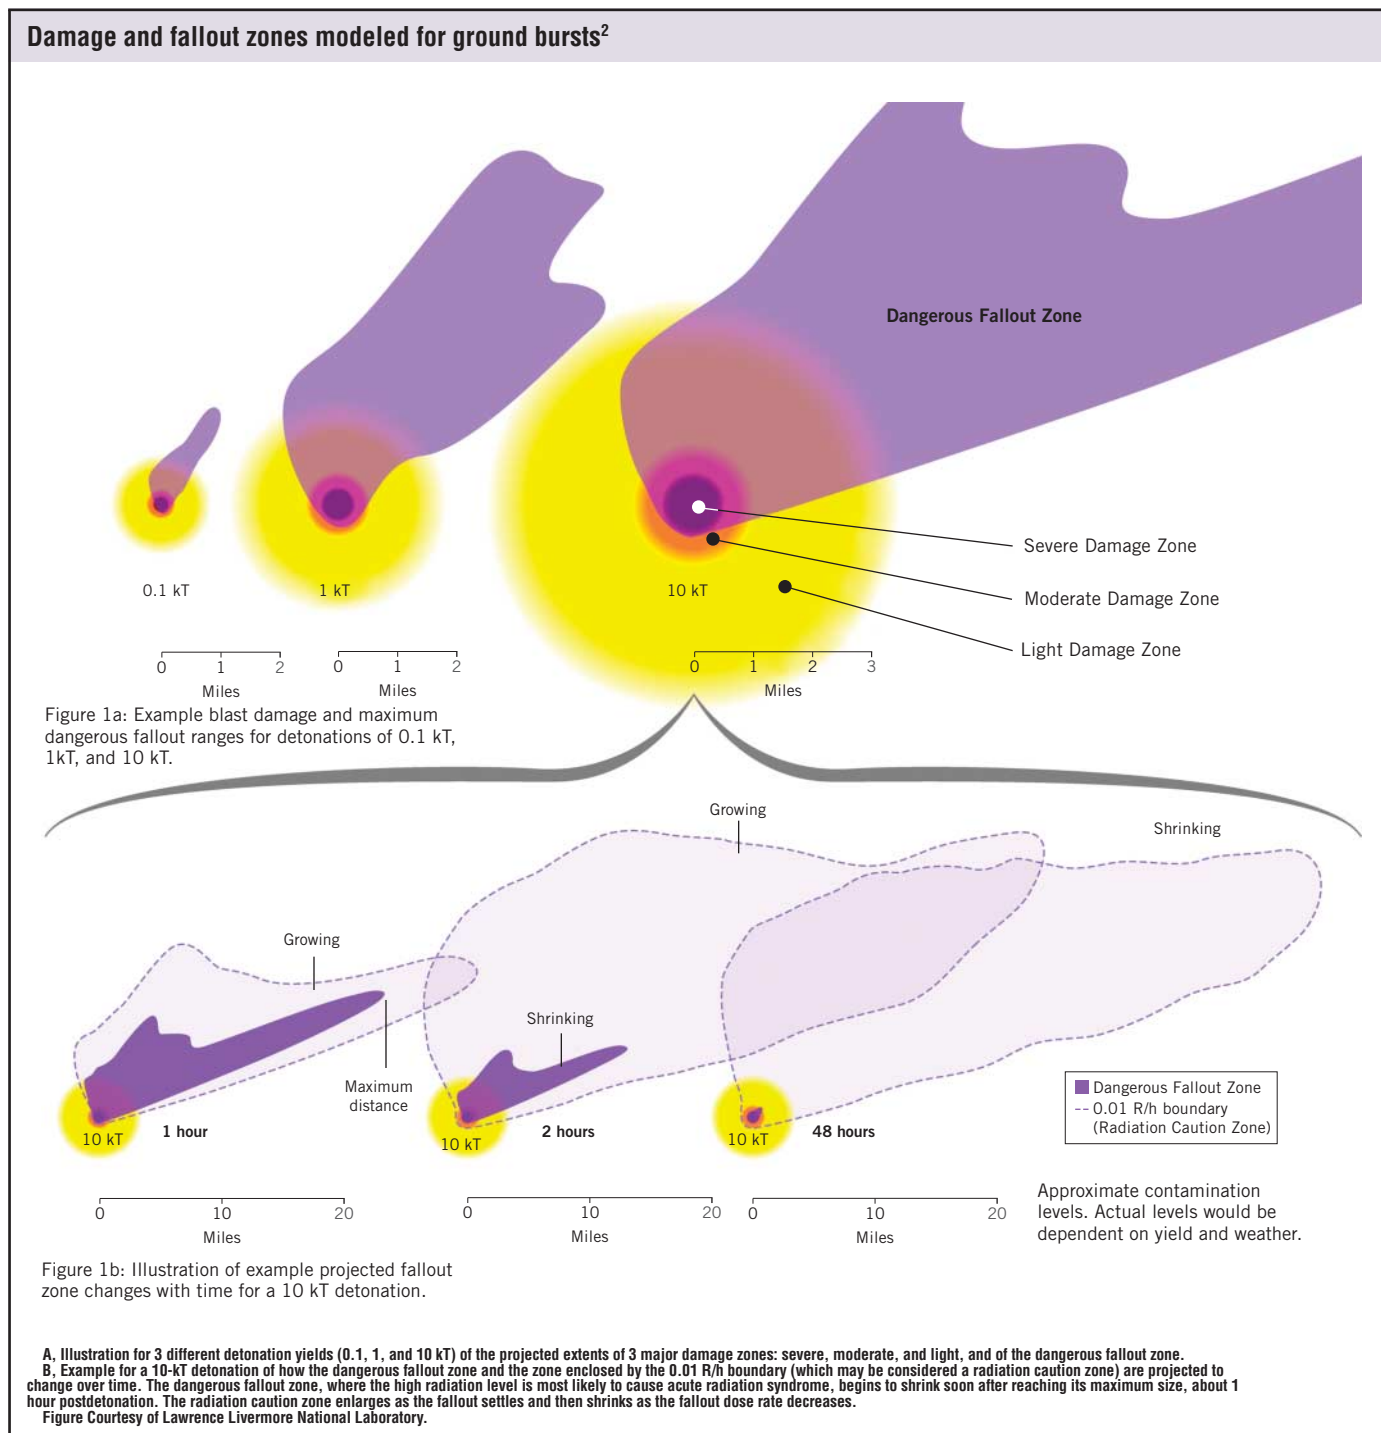 Damage and fallout zones modeled for ground bursts2
Dangerous Fallout Zone
Severe Damage Zone
Moderate Damage Zone
Light Damage Zone
0.1 kT
1 kT
10 kT
0 1 2
Miles
0 1 2
Miles
0 1 2 3
Miles
Figure 1a: Example blast damage and maximum
dangerous fallout ranges for detonations of 0.1 kT,
1kT, and 10 kT.
Growing
Shrinking
Growing
Shrinking
Maximum
distance
10 kT
1 hour
10 kT
2 hours
10 kT
48 hours
Dangerous Fallout Zone
-- 0.01 R/h boundary
(Radiation Caution Zone)
0 10 20
Miles
0 10 20
Miles
0 10 20
Miles
Approximate contamination
levels. Actual levels would be
dependent on yield and weather.
Figure 1b: Illustration of example projected fallout
zone changes with time for a 10 kT detonation.
A, Illustration for 3 different detonation yields (0.1, 1, and 10 kT) of the projected extents of 3 major damage zones: severe, moderate, and light, and of the dangerous fallout zone.
B, Example for a 10-kT detonation of how the dangerous fallout zone and the zone enclosed by the 0.01 R/h boundary (which may be considered a radiation caution zone) are projected to
change over time. The dangerous fallout zone, where the high radiation level is most likely to cause acute radiation syndrome, begins to shrink soon after reaching its maximum size, about 1
hour postdetonation. The radiation caution zone enlarges as the fallout settles and then shrinks as the fallout dose rate decreases.
Figure Courtesy of Lawrence Livermore National Laboratory.